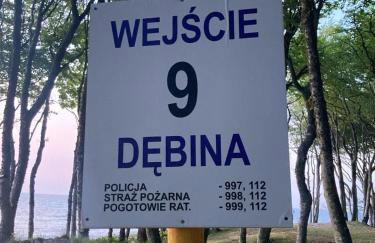 WEJŚCIE
9
DĘBINA
POLICJA - 997, 112
STRAŻ POŻARNA - 998, 112
POGOTOWIE RAT. - 999, 112